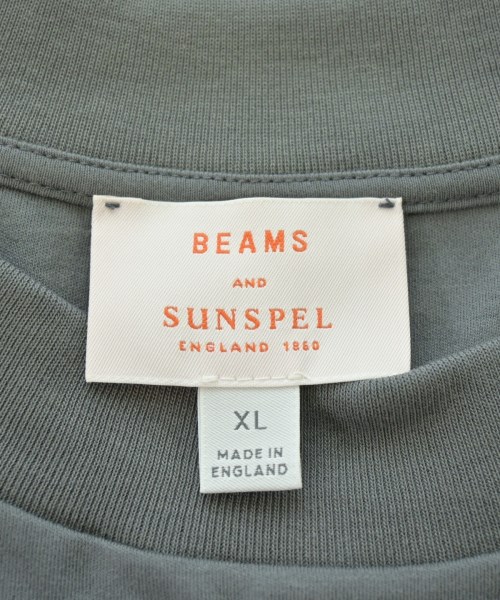 BEAMS
AND
SUNSPEL
ENGLAND 1860
XL
MADE IN
ENGLAND